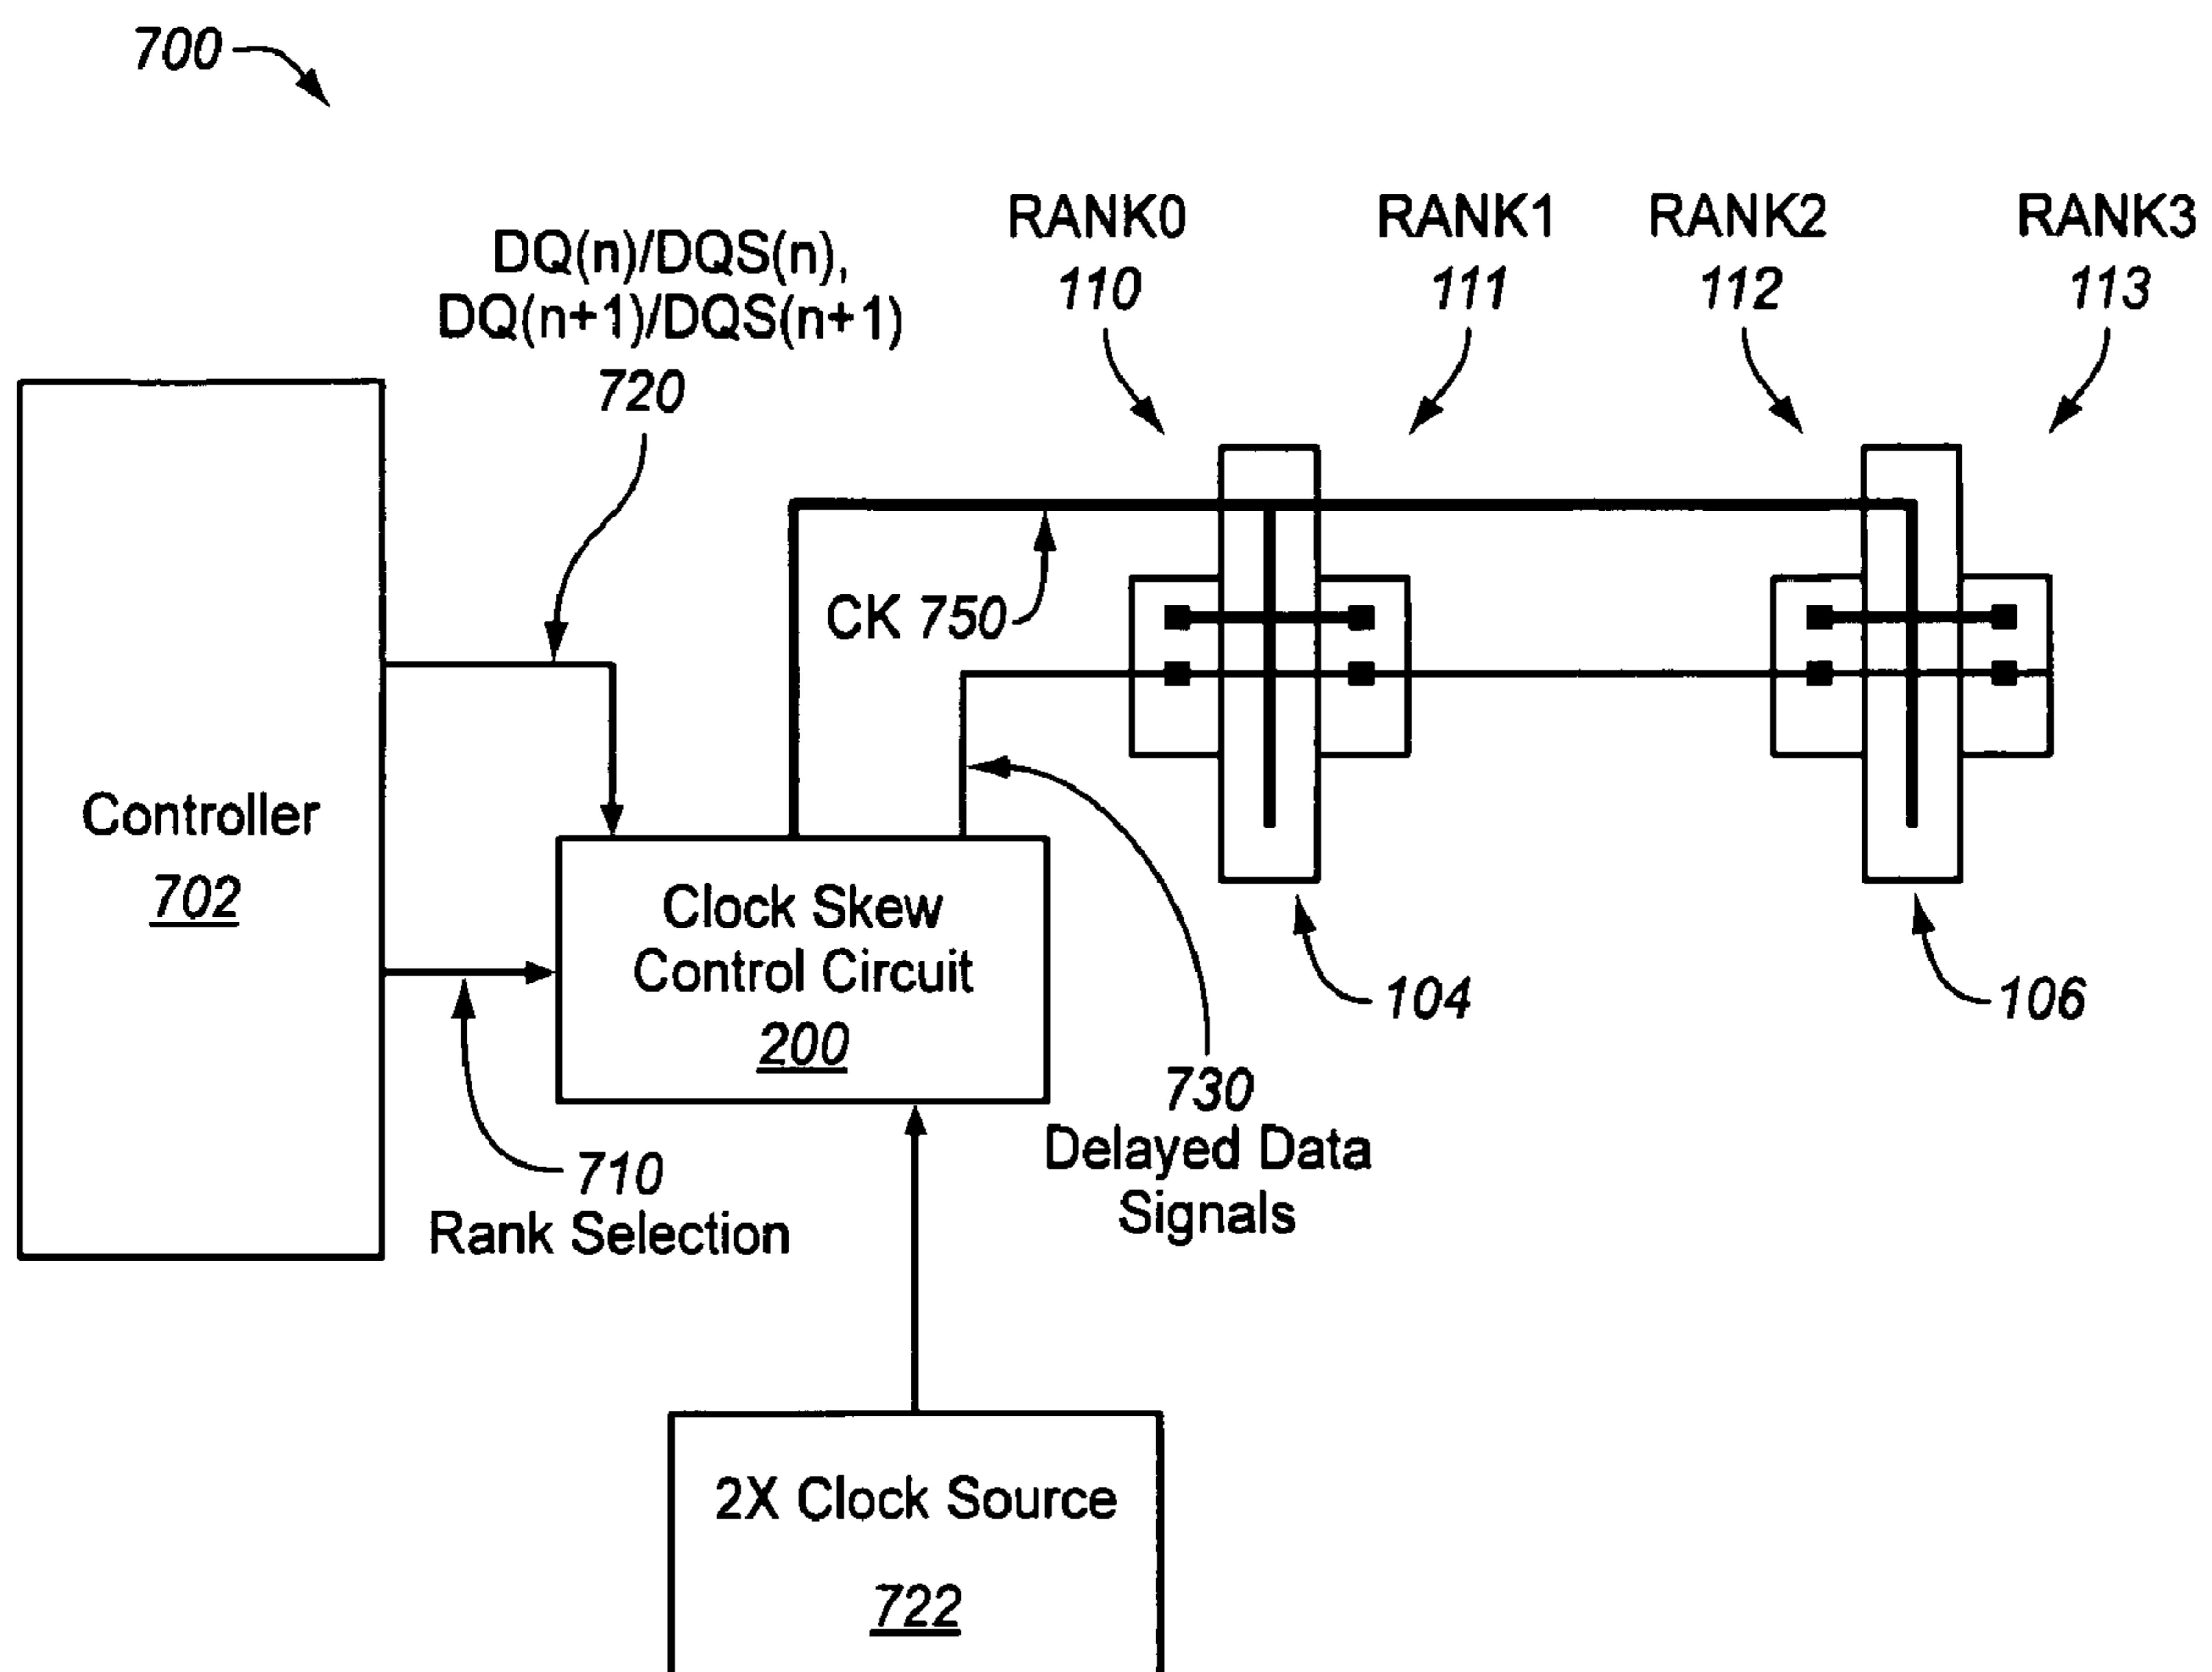 700
RANK0
110
RANK1
111
RANK2
112
RANK3
113
DQ(n)/DQS(n),
DQ(n+1)/DQS(n+1)
720
CK 750
Controller
702
Clock Skew
Control Circuit
200
104
106
730
Delayed Data
Signals
710
Rank Selection
2X Clock Source
722